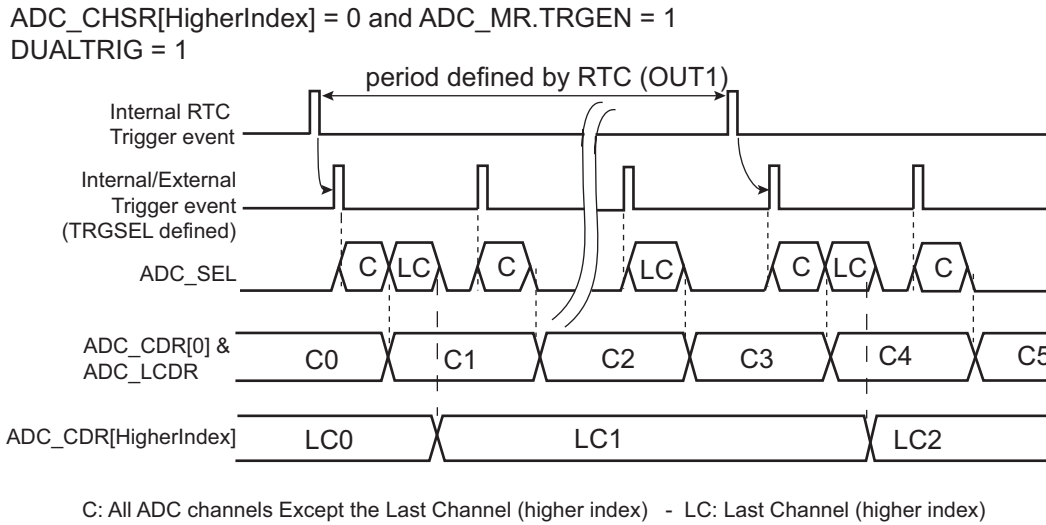 ADC_CHSR[HigherIndex] = 0 and ADC_MR.TRGEN = 1
DUALTRIG = 1
period defined by RTC (OUT1)
Internal RTC
Trigger event
Internal/External
Trigger event
(TRGSEL defined)
ADC_SEL
C LC C LC C LC C
ADC_CDR[0] &
ADC_LCDR
C0 C1 C2 C3 C4 C5
ADC_CDR[HigherIndex]
LC0 LC1 LC2
C: All ADC channels Except the Last Channel (higher index) - LC: Last Channel (higher index)